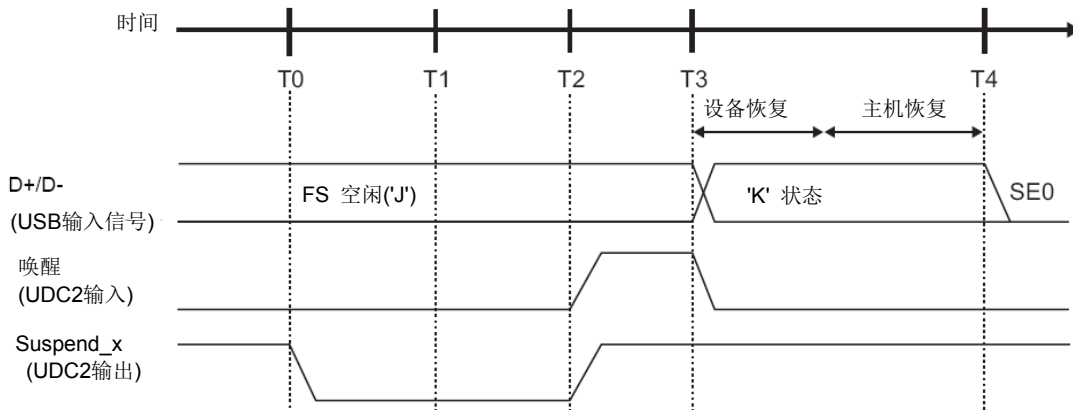 时间
T0 T1 T2 T3 T4
设备恢复 主机恢复
D+/D-
(USB输入信号)
FS 空闲('J') 'K' 状态 SE0
唤醒
(UDC2输入)
Suspend_x
(UDC2输出)